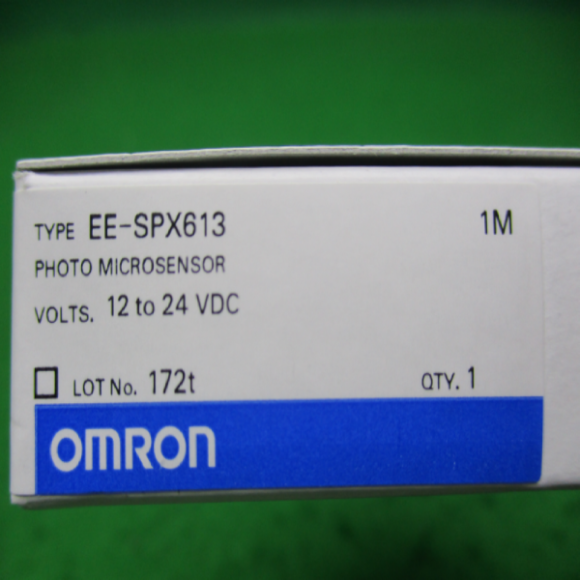 TYPE EE-SPX613 1M
PHOTO MICROSENSOR
VOLTS. 12 to 24 VDC
LOT No. 172t QTY. 1
OMRON